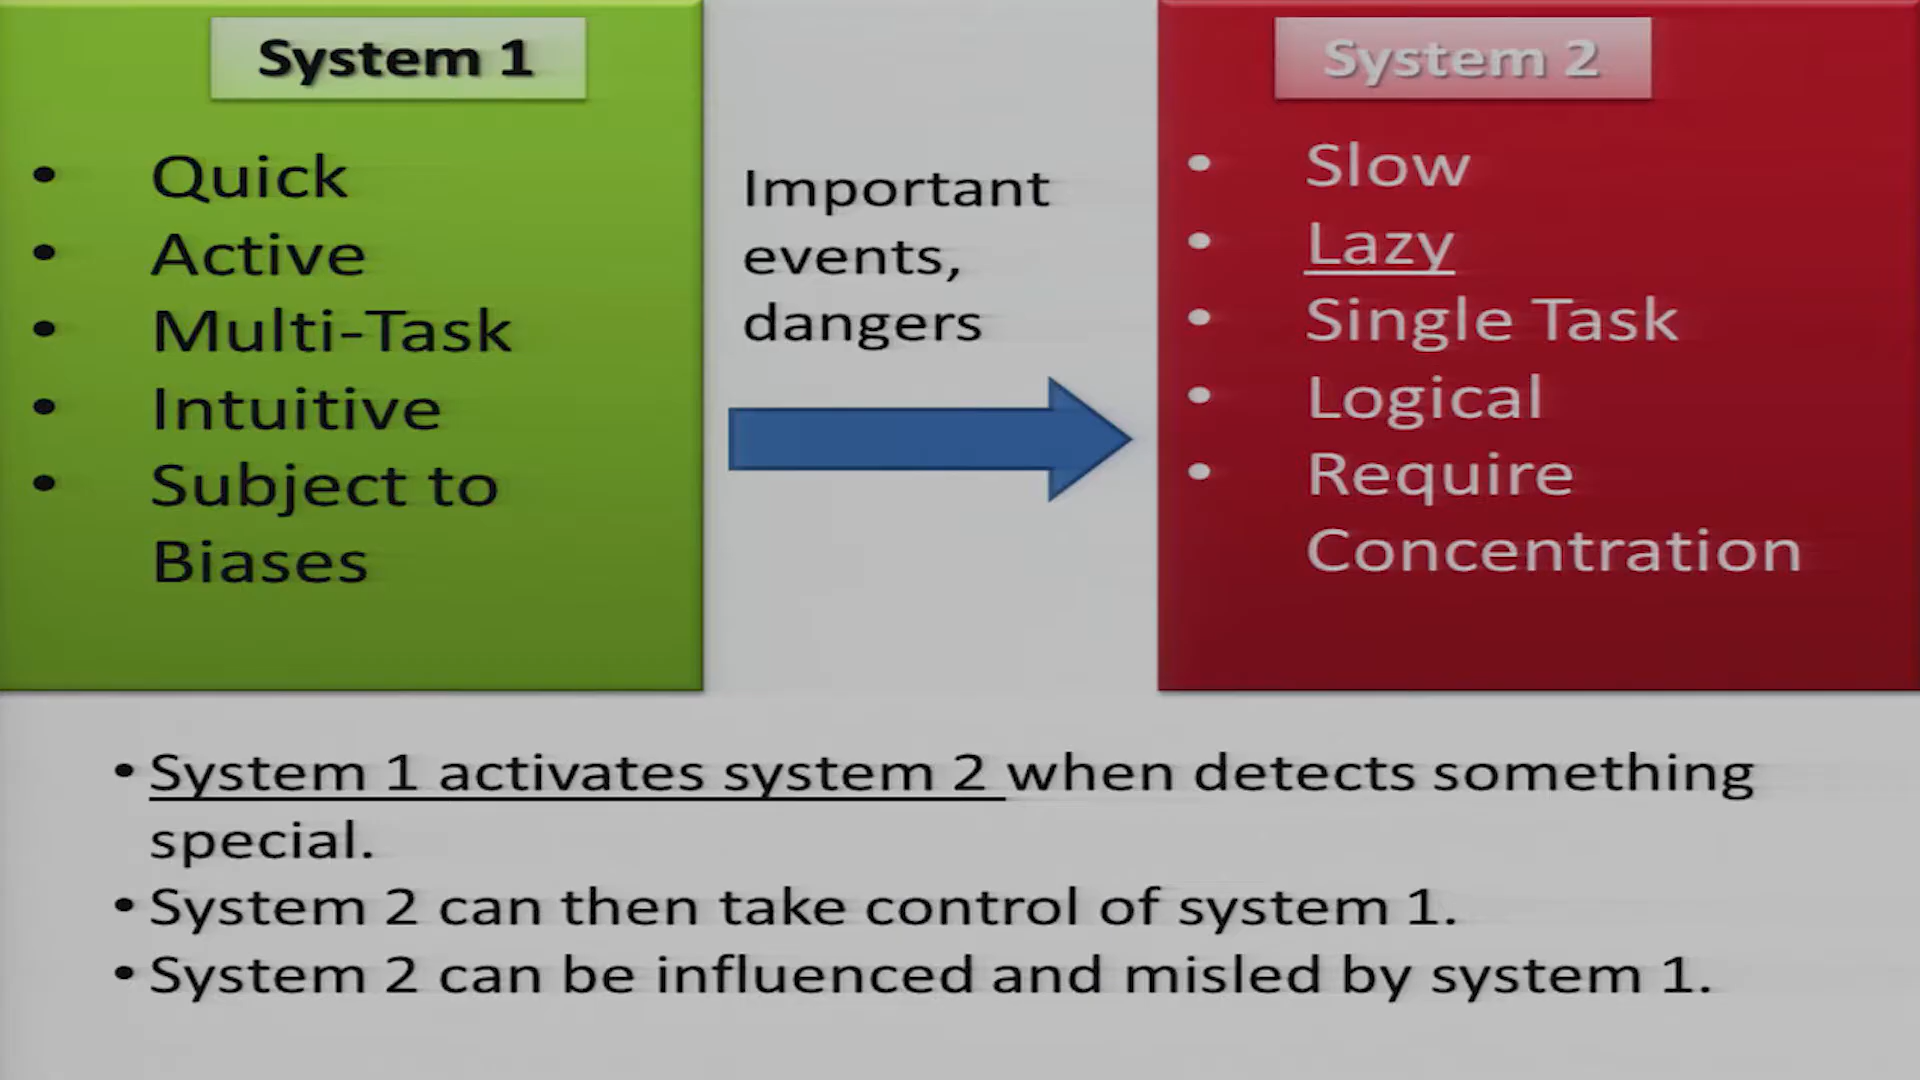 System 1
• Quick
• Active
• Multi-Task
• Intuitive
• Subject to
Biases
Important
events,
dangers
System 2
• Slow
• Lazy
• Single Task
• Logical
• Require
Concentration
• System 1 activates system 2 when detects something
special.
• System 2 can then take control of system 1.
• System 2 can be influenced and misled by system 1.